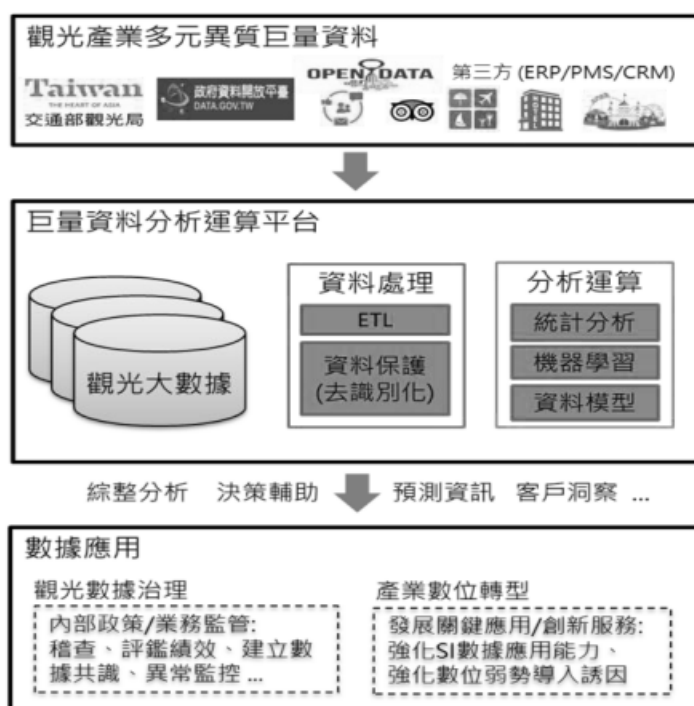 觀光產業多元異質巨量資料
Taiwan
THE HEART OF ASIA
交通部觀光局
政府資料開放平臺
DATA.GOV.TW
OPEN DATA
第三方 (ERP/PMS/CRM)
巨量資料分析運算平台
觀光大數據
資料處理
ETL
資料保護
(去識別化)
分析運算
統計分析
機器學習
資料模型
綜整分析 決策輔助 預測資訊 客戶洞察 ...
數據應用
觀光數據治理
內部政策/業務監管:
稽查、評鑑績效、建立數
據共識、異常監控 ...
產業數位轉型
發展關鍵應用/創新服務:
強化SI數據應用能力、
強化數位弱勢導入誘因